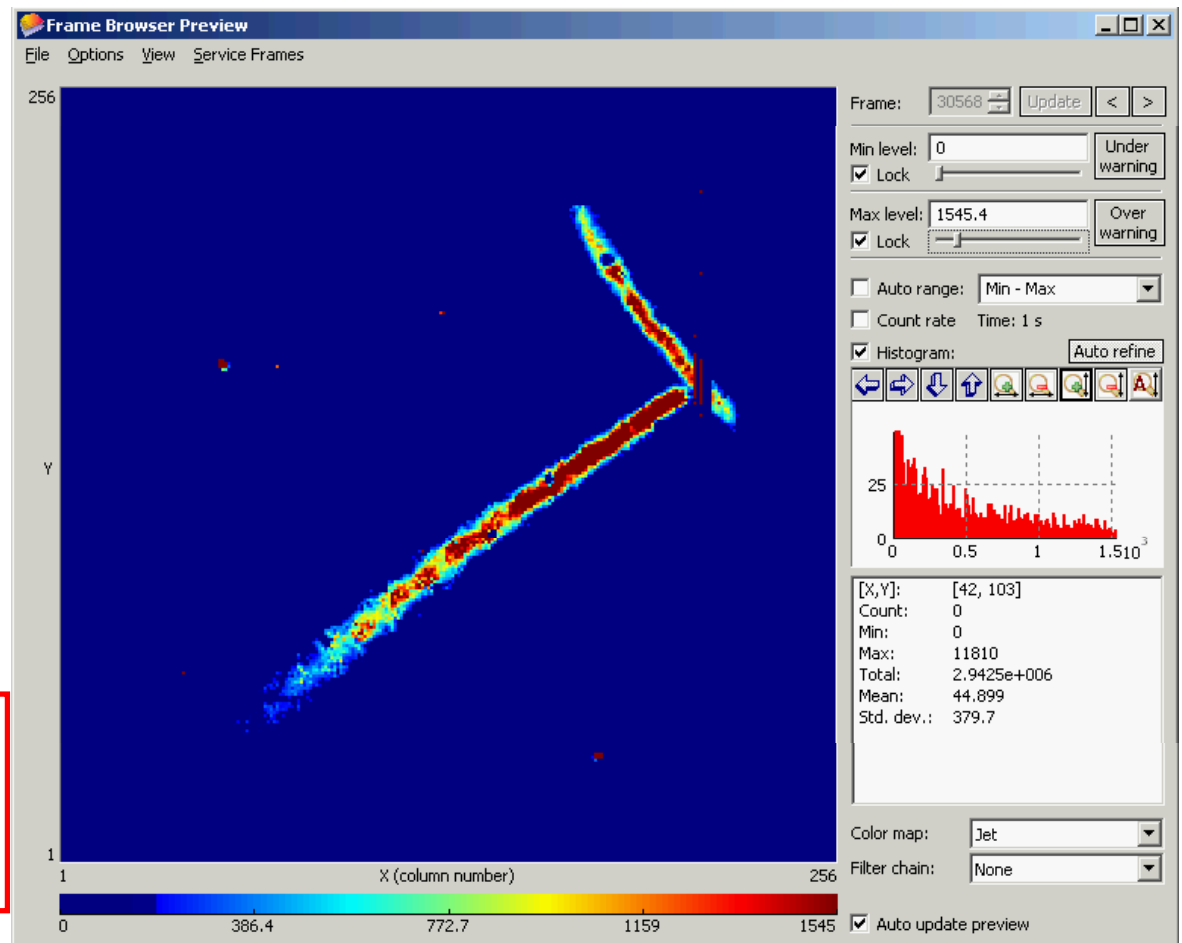 Frame Browser Preview
File Options View Service Frames
256
Y
1
1 X (column number) 256
0 386.4 772.7 1159 1545
Frame: 30568 Update < >
Min level: 0 Under warning
Lock
Max level: 1545.4 Over warning
Lock
Auto range: Min - Max
Count rate Time: 1 s
Histogram: Auto refine
A
25
0
0 0.5 1 1.5 10³
[X,Y]: [42, 103]
Count: 0
Min: 0
Max: 11810
Total: 2.9425e+006
Mean: 44.899
Std. dev.: 379.7
Color map: Jet
Filter chain: None
Auto update preview